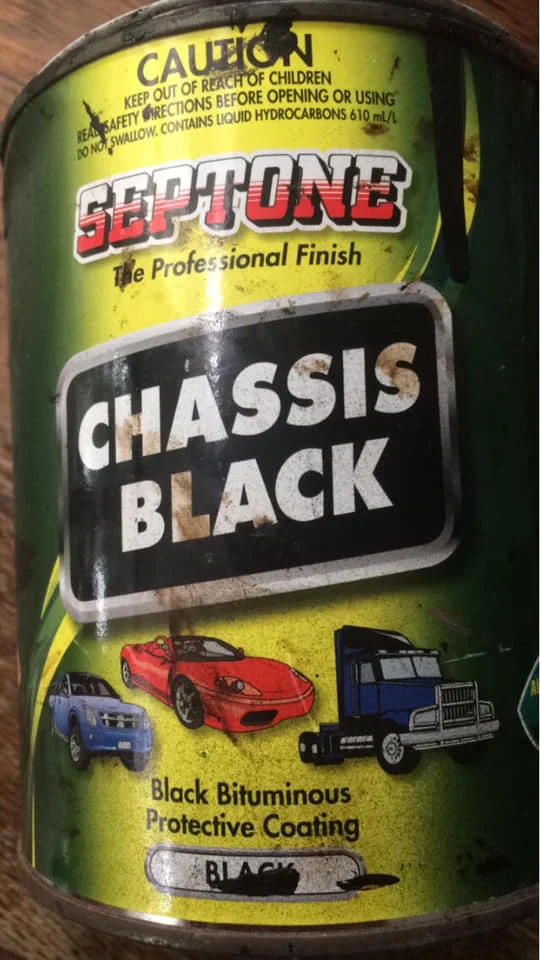 CAUTION
KEEP OUT OF REACH OF CHILDREN
READ SAFETY DIRECTIONS BEFORE OPENING OR USING
DO NOT SWALLOW. CONTAINS LIQUID HYDROCARBONS 610 mL/L
SEPTONE
The Professional Finish
CHASSIS
BLACK
Black Bituminous
Protective Coating
BLACK